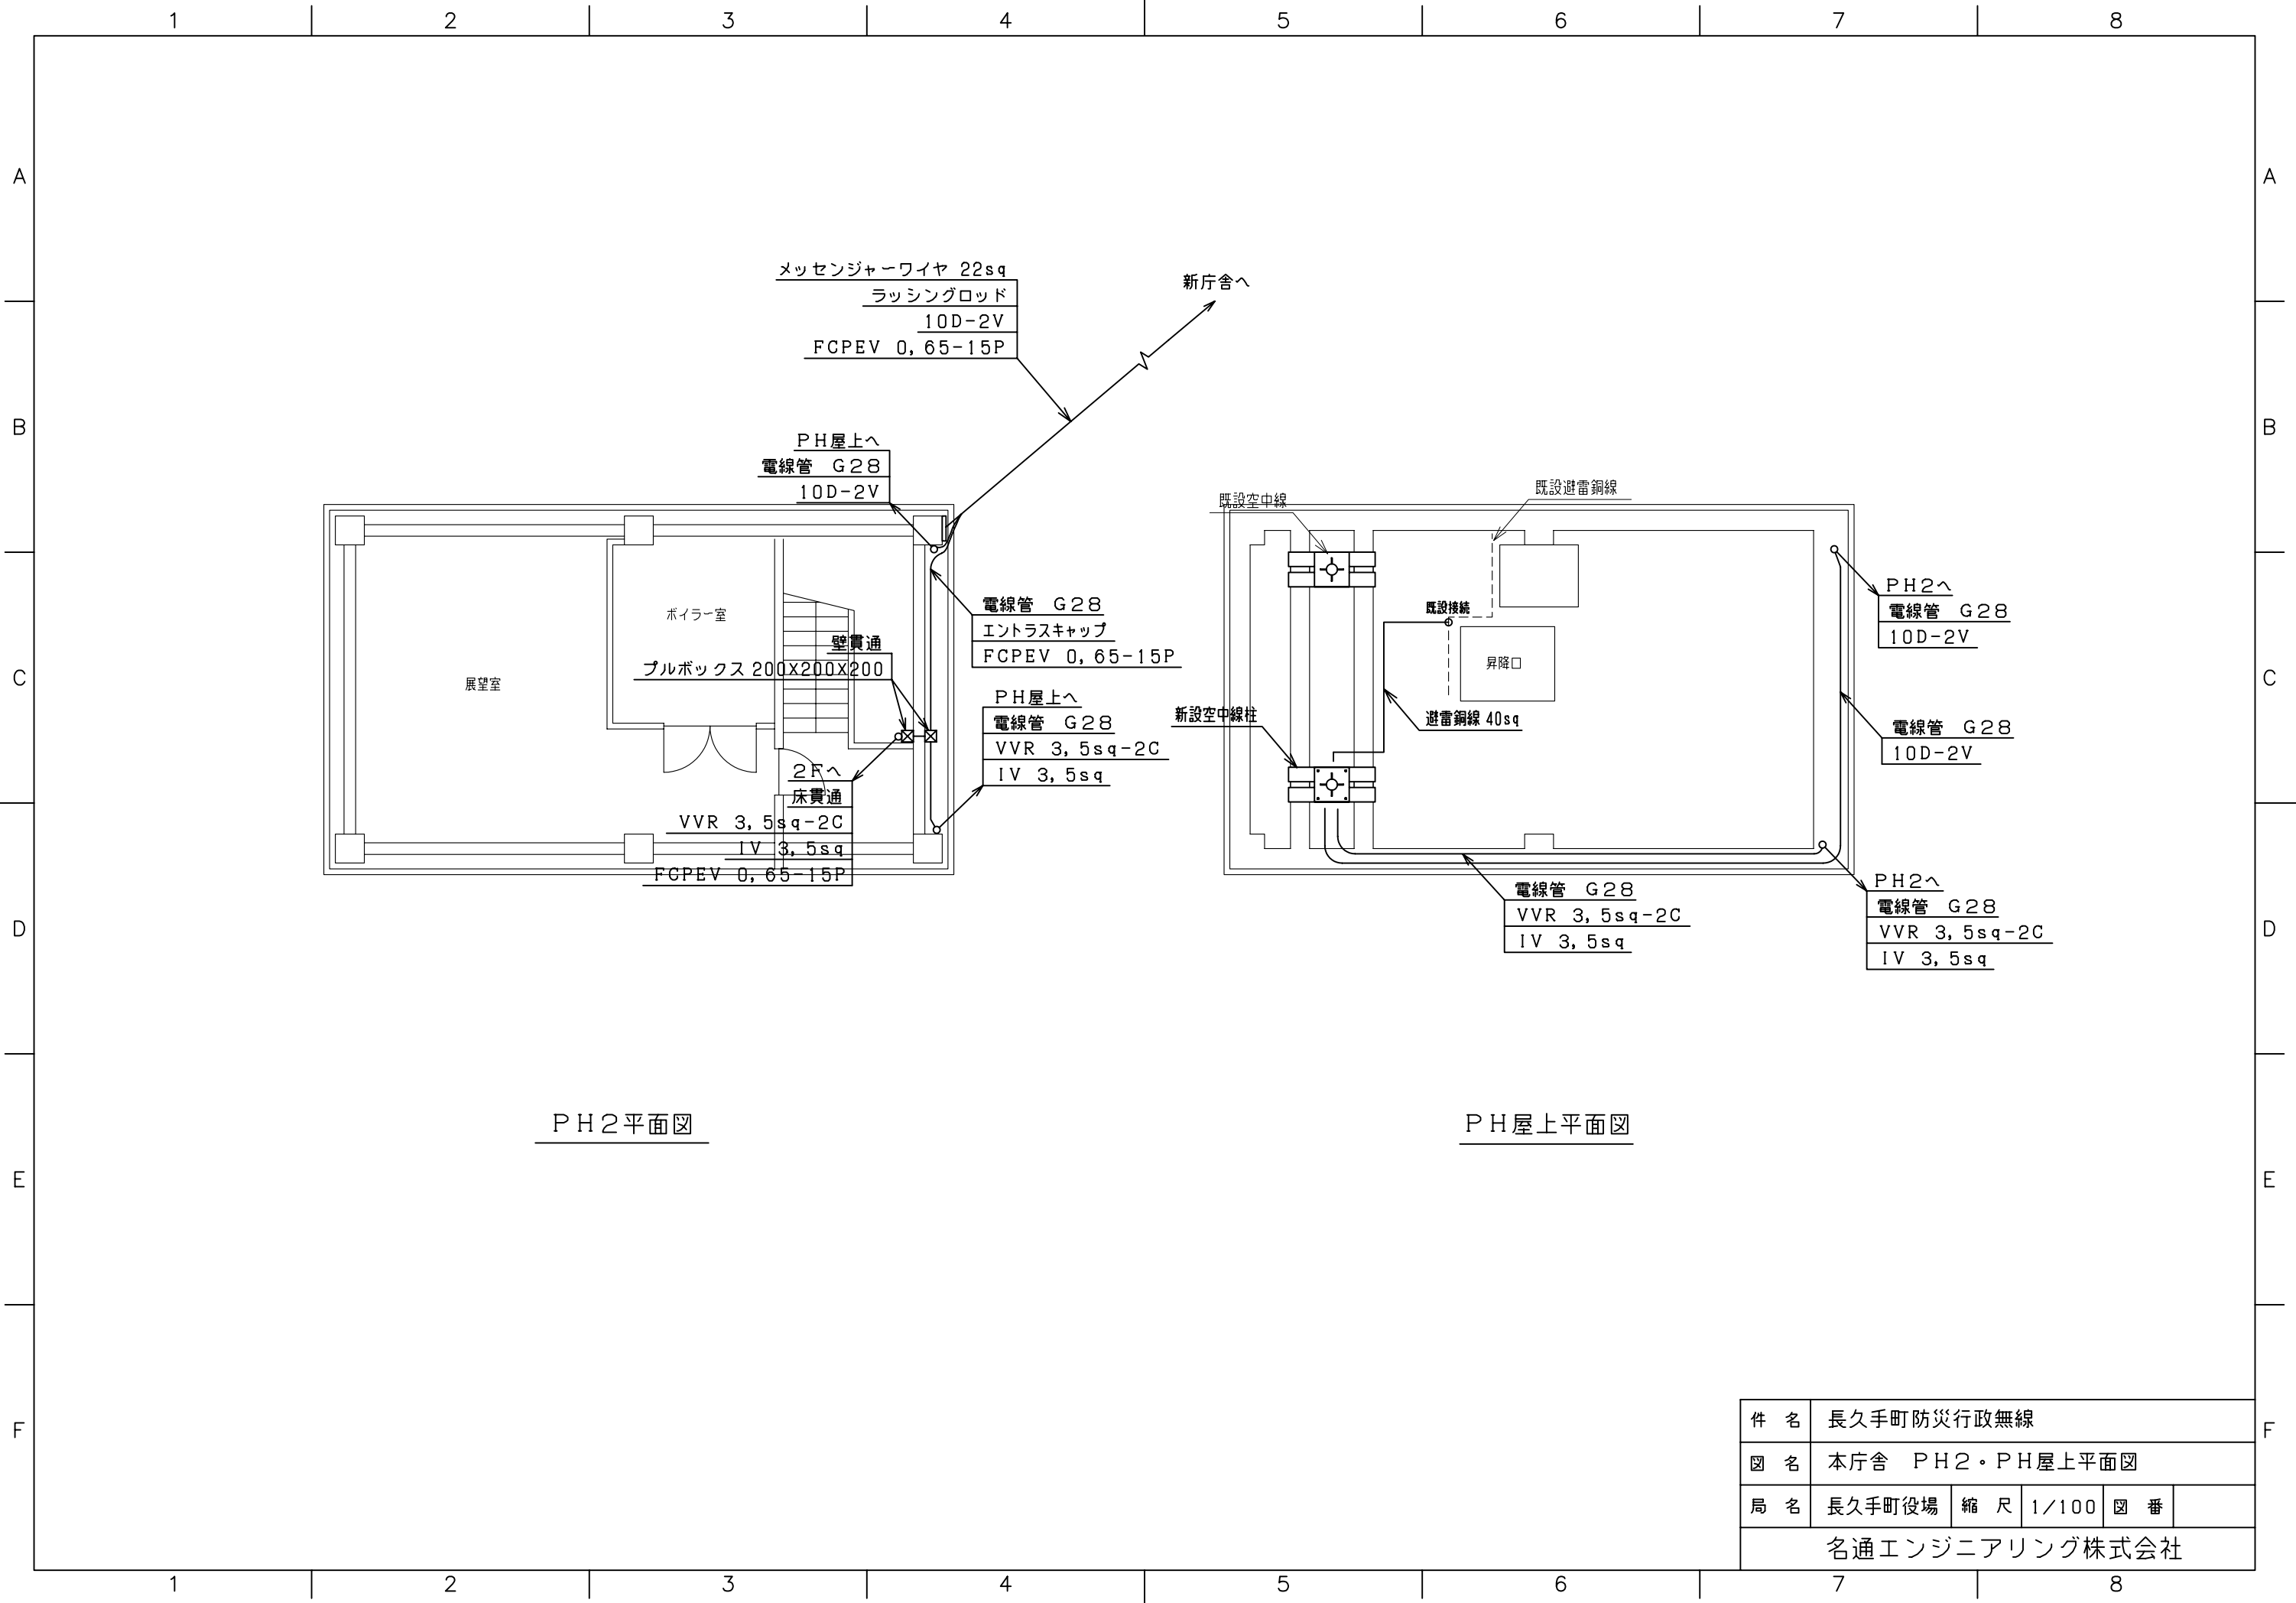 1 2 3 4 5 6 7 8
A A
B B
C C
D D
E E
F F
メッセンジャーワイヤ 22sq
ラッシングロッド
10D-2V
FCPEV 0, 65-15P
新庁舎へ
PH屋上へ
電線管 G28
10D-2V
ボイラー室
展望室
壁貫通
プルボックス 200X200X200
電線管 G28
エントラスキャップ
FCPEV 0, 65-15P
PH屋上へ
電線管 G28
VVR 3, 5sq-2C
IV 3, 5sq
2Fへ
床貫通
VVR 3, 5sq-2C
IV 3, 5sq
FCPEV 0, 65-15P
PH2平面図
既設空中線
既設避雷銅線
既設接続
昇降口
新設空中線柱
避雷銅線 40sq
PH2へ
電線管 G28
10D-2V
電線管 G28
10D-2V
電線管 G28
VVR 3, 5sq-2C
IV 3, 5sq
PH2へ
電線管 G28
VVR 3, 5sq-2C
IV 3, 5sq
PH屋上平面図
件 名 長久手町防災行政無線
図 名 本庁舎 PH2。PH屋上平面図
局 名 長久手町役場 縮 尺 1/100 図 番
名通エンジニアリング株式会社
1 2 3 4 5 6 7 8